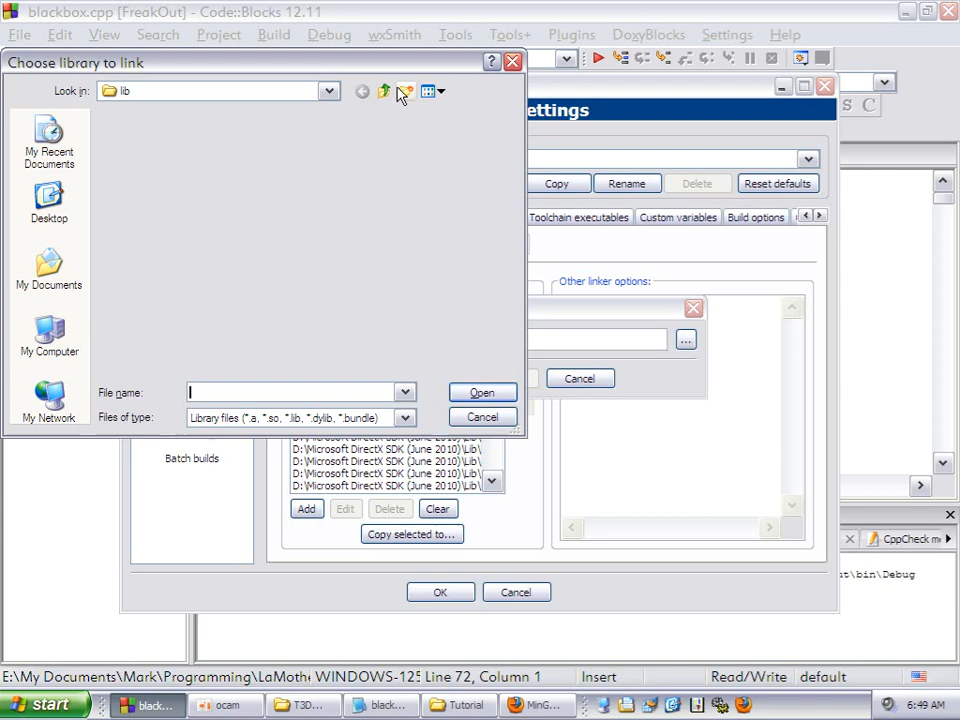 blackbox.cpp [FreakOut] - Code::Blocks 12.11
File Edit View Search Project Build Debug wxSmith Tools Tools+ Plugins DoxyBlocks Settings Help
Choose library to link
Look in: lib
ettings
S C
My Recent
Documents
Copy Rename Delete Reset defaults
Desktop
Toolchain executables Custom variables Build options
My Documents
Other linker options:
...
My Computer
Cancel
File name: Open
My Network
Files of type: Library files (*.a, *.so, *.lib, *.dylib, *.bundle) Cancel
Batch builds
D:\Microsoft DirectX SDK (June 2010)\Lib\
D:\Microsoft DirectX SDK (June 2010)\Lib\
D:\Microsoft DirectX SDK (June 2010)\Lib\
D:\Microsoft DirectX SDK (June 2010)\Lib\
Add Edit Delete Clear
Copy selected to...
CppCheck m
ut\bin\Debug
OK Cancel
E:\My Documents\Mark\Programming\LaMothe WINDOWS-125 Line 72, Column 1 Insert Read/Write default
start black... ocam T3D... black... Tutorial MinG... 6:49 AM